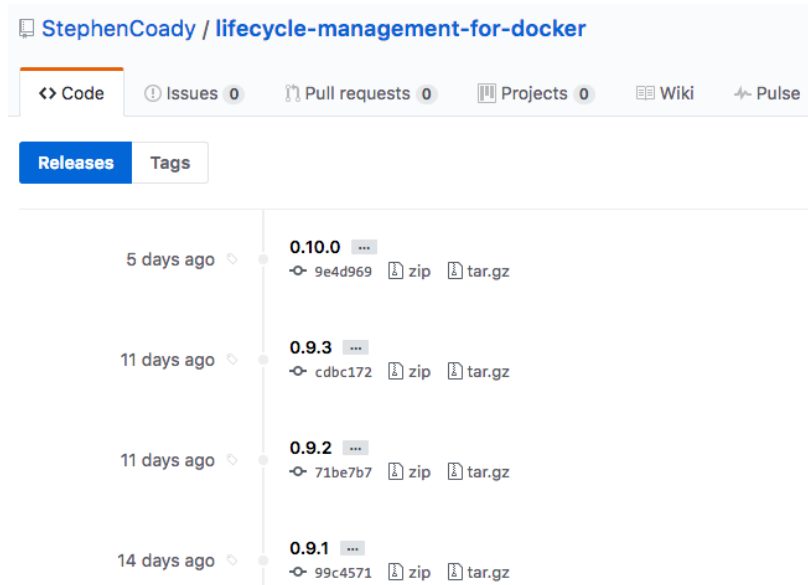 StephenCoady / lifecycle-management-for-docker
Code Issues 0 Pull requests 0 Projects 0 Wiki Pulse
Releases Tags
0.10.0 ...
5 days ago
9e4d969 zip tar.gz
0.9.3 ...
11 days ago
cdbc172 zip tar.gz
0.9.2 ...
11 days ago
71be7b7 zip tar.gz
0.9.1 ...
14 days ago
99c4571 zip tar.gz